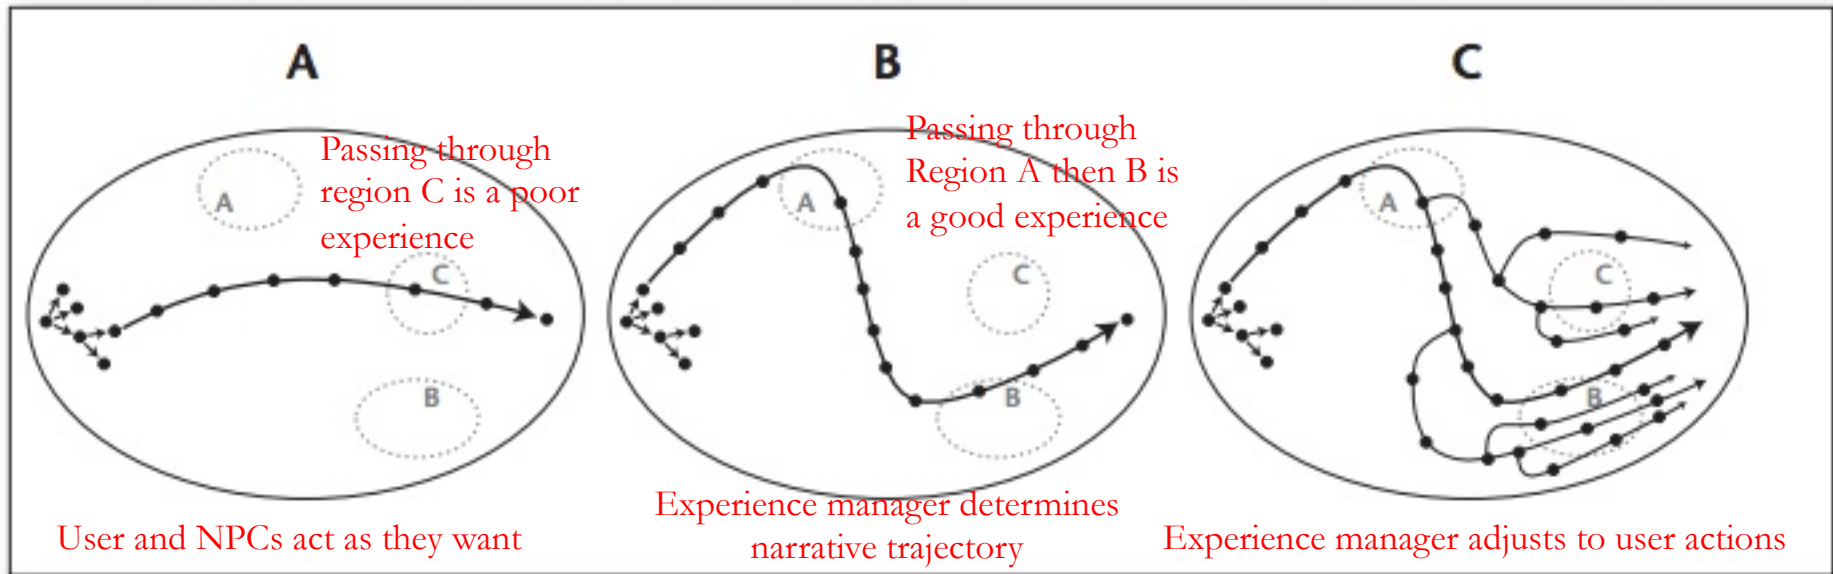 A
B
C
Passing through
region C is a poor
experience
A
C
B
User and NPCs act as they want
Passing through
Region A then B is
a good experience
A
C
B
Experience manager determines
narrative trajectory
A
C
B
Experience manager adjusts to user actions